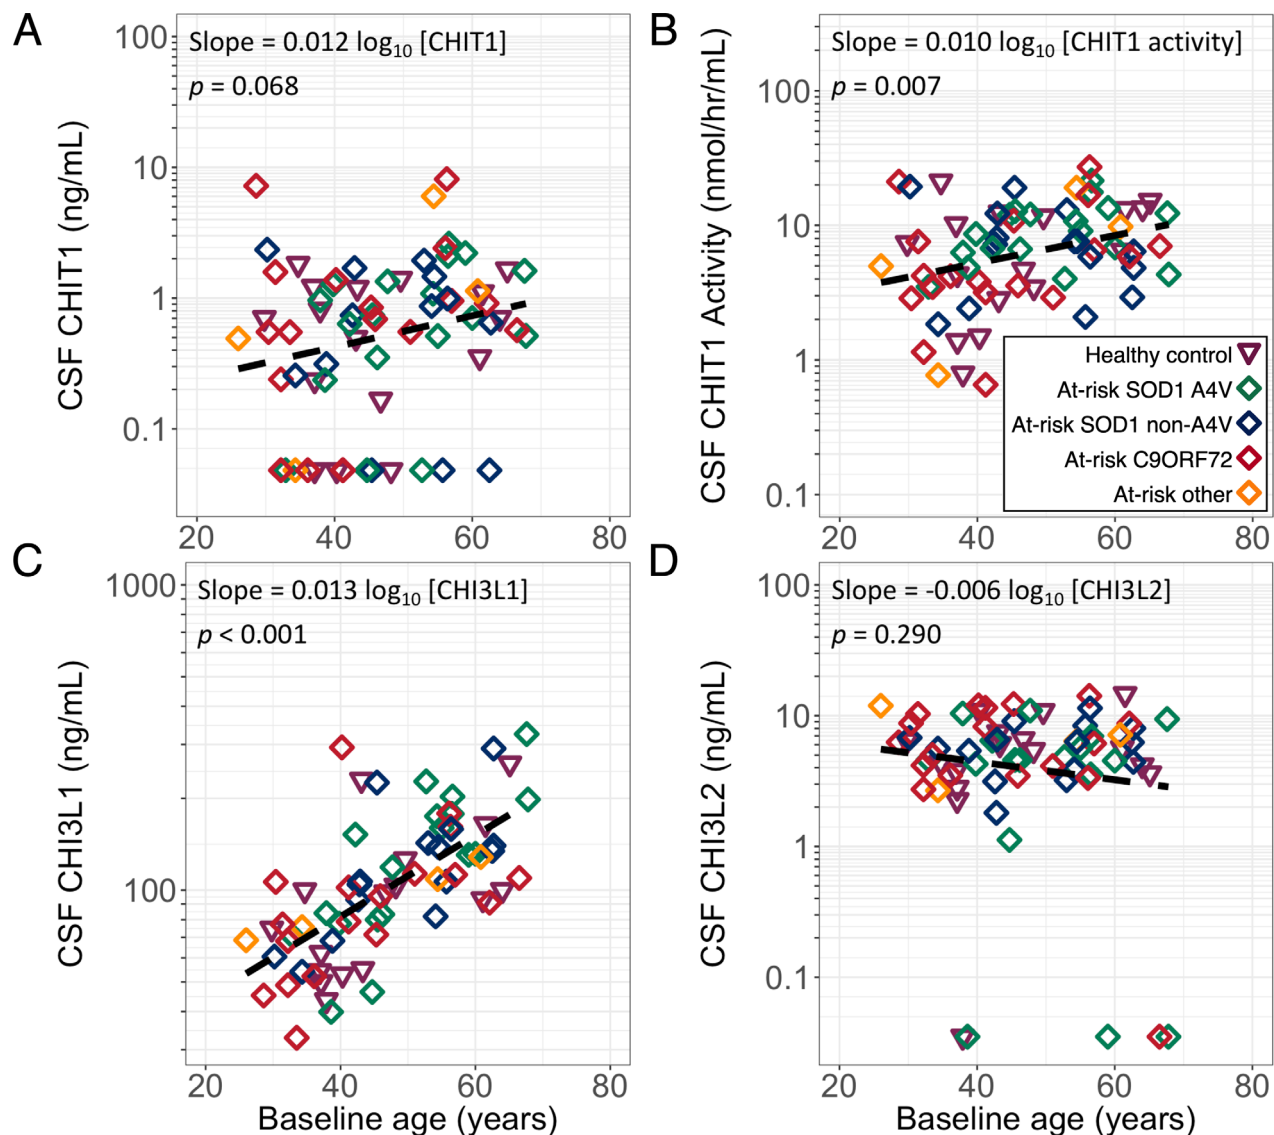 A
Slope = 0.012 log₁₀ [CHIT1]
p = 0.068
CSF CHIT1 (ng/mL)
100
10
1
0.1
20 40 60 80
B
Slope = 0.010 log₁₀ [CHIT1 activity]
p = 0.007
CSF CHIT1 Activity (nmol/hr/mL)
100
10
1
0.1
Healthy control
At-risk SOD1 A4V
At-risk SOD1 non-A4V
At-risk C9ORF72
At-risk other
20 40 60 80
C
Slope = 0.013 log₁₀ [CHI3L1]
p < 0.001
CSF CHI3L1 (ng/mL)
1000
100
20 40 60 80
Baseline age (years)
D
Slope = -0.006 log₁₀ [CHI3L2]
p = 0.290
CSF CHI3L2 (ng/mL)
100
10
1
0.1
20 40 60 80
Baseline age (years)